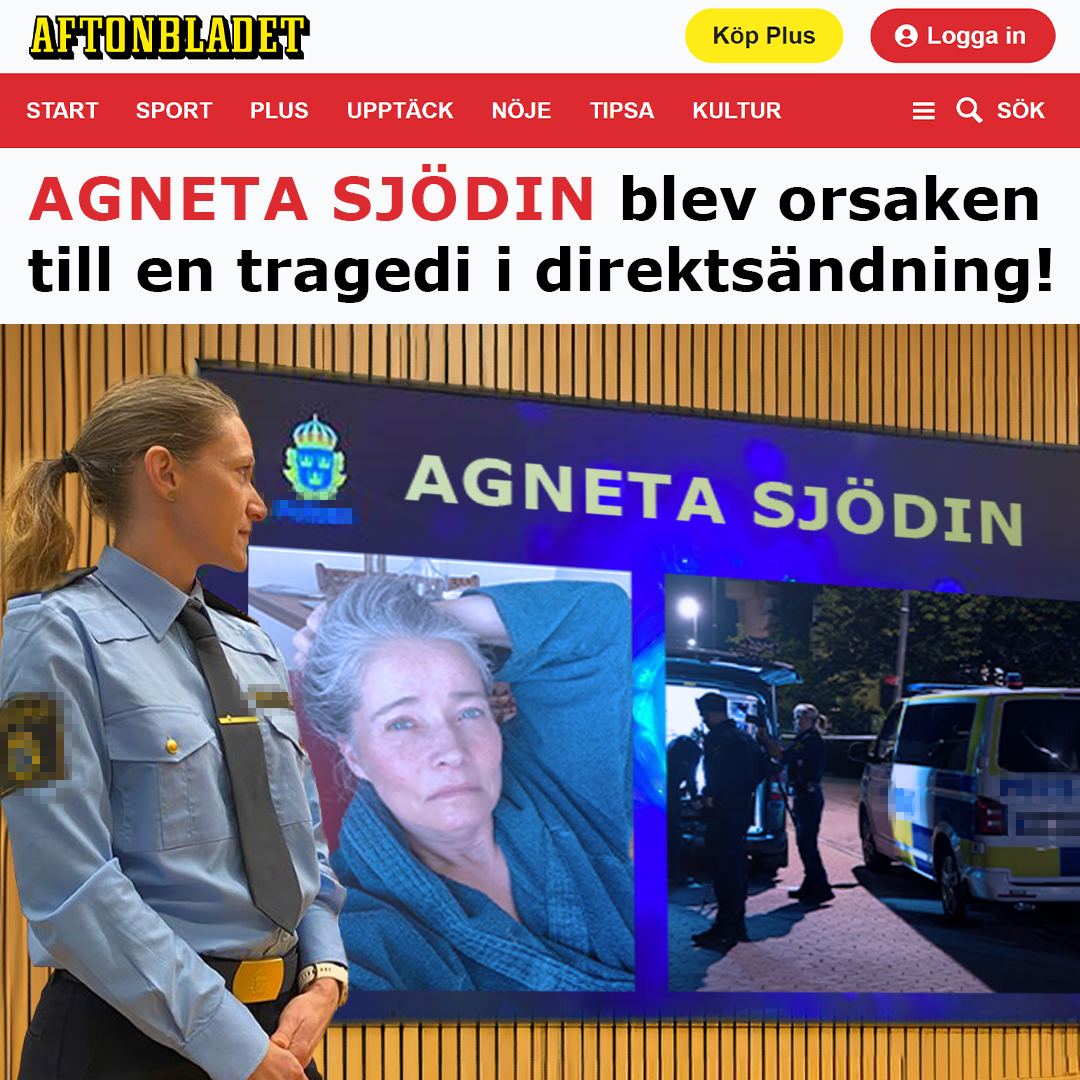 AFTONBLADET
Köp Plus
Logga in
START SPORT PLUS UPPTÄCK NÖJE TIPSA KULTUR SÖK
AGNETA SJÖDIN blev orsaken
till en tragedi i direktsändning!
AGNETA SJÖDIN